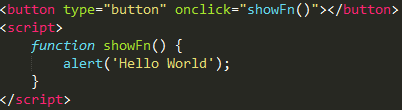 <button type="button" onclick="showFn()"></button>
<script>
    function showFn() {
        alert('Hello World');
    }
</script>